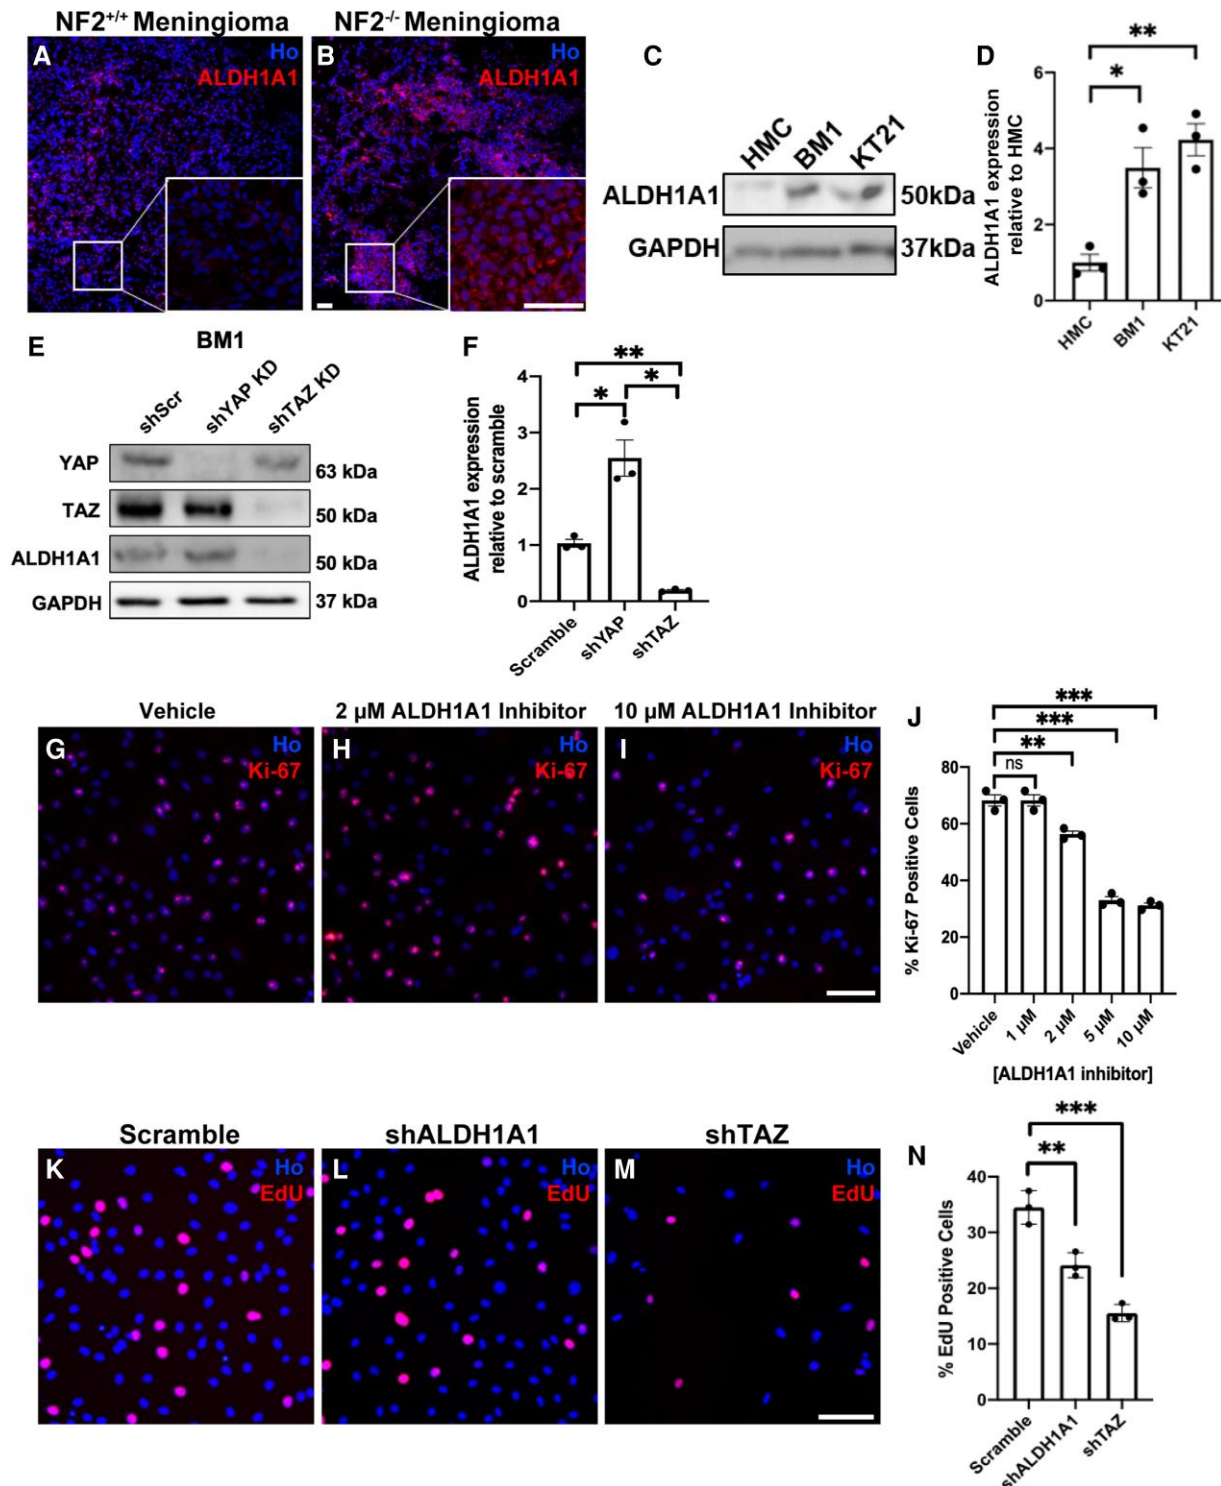 NF2+/+ Meningioma
NF2-/- Meningioma
A
Ho
ALDH1A1
B
Ho
ALDH1A1
C
HMC
BM1
KT21
ALDH1A1
50kDa
GAPDH
37kDa
D
**
*
ALDH1A1 expression
relative to HMC
6
4
2
0
HMC
BM1
KT21
E
BM1
shScr
shYAP KD
shTAZ KD
YAP
63 kDa
TAZ
50 kDa
ALDH1A1
50 kDa
GAPDH
37 kDa
F
**
*
*
ALDH1A1 expression
relative to scramble
4
3
2
1
0
Scramble
shYAP
shTAZ
Vehicle
2 µM ALDH1A1 Inhibitor
10 µM ALDH1A1 Inhibitor
G
Ho
Ki-67
H
Ho
Ki-67
I
Ho
Ki-67
J
***
***
**
ns
% Ki-67 Positive Cells
80
60
40
20
0
Vehicle
1 µM
2 µM
5 µM
10 µM
[ALDH1A1 inhibitor]
Scramble
shALDH1A1
shTAZ
K
Ho
EdU
L
Ho
EdU
M
Ho
EdU
N
***
**
% EdU Positive Cells
40
30
20
10
0
Scramble
shALDH1A1
shTAZ